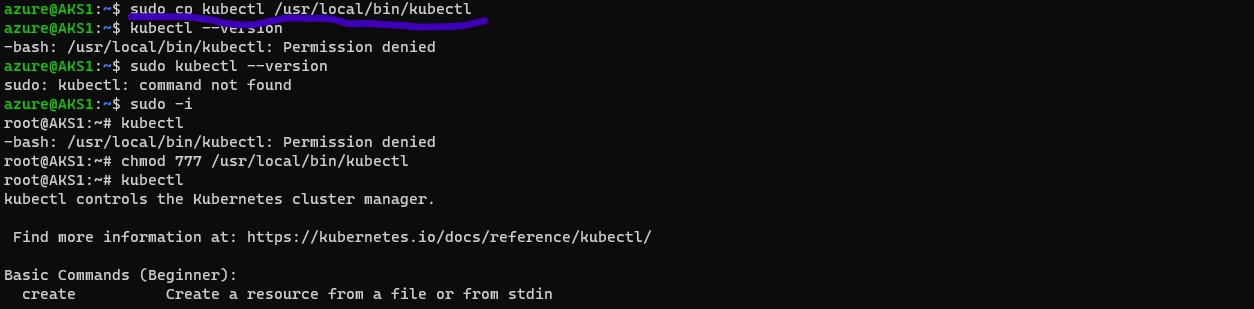 azure@AKS1:~$ sudo cp kubectl /usr/local/bin/kubectl
azure@AKS1:~$ kubectl --version
-bash: /usr/local/bin/kubectl: Permission denied
azure@AKS1:~$ sudo kubectl --version
sudo: kubectl: command not found
azure@AKS1:~$ sudo -i
root@AKS1:~# kubectl
-bash: /usr/local/bin/kubectl: Permission denied
root@AKS1:~# chmod 777 /usr/local/bin/kubectl
root@AKS1:~# kubectl
kubectl controls the Kubernetes cluster manager.
Find more information at: https://kubernetes.io/docs/reference/kubectl/
Basic Commands (Beginner):
create Create a resource from a file or from stdin